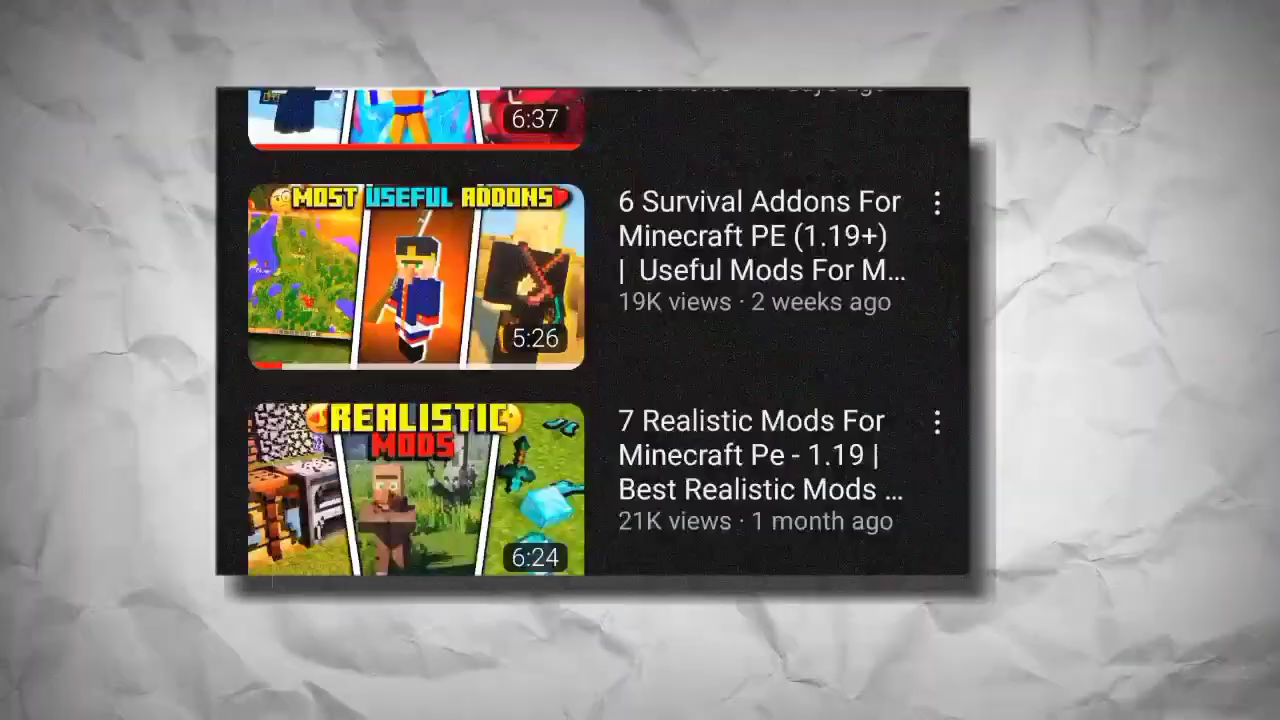 6:37
MOST USEFUL ADDONS
5:26
6 Survival Addons For
Minecraft PE (1.19+)
| Useful Mods For M...
19K views · 2 weeks ago
REALISTIC
MODS
6:24
7 Realistic Mods For
Minecraft Pe - 1.19 |
Best Realistic Mods ...
21K views · 1 month ago